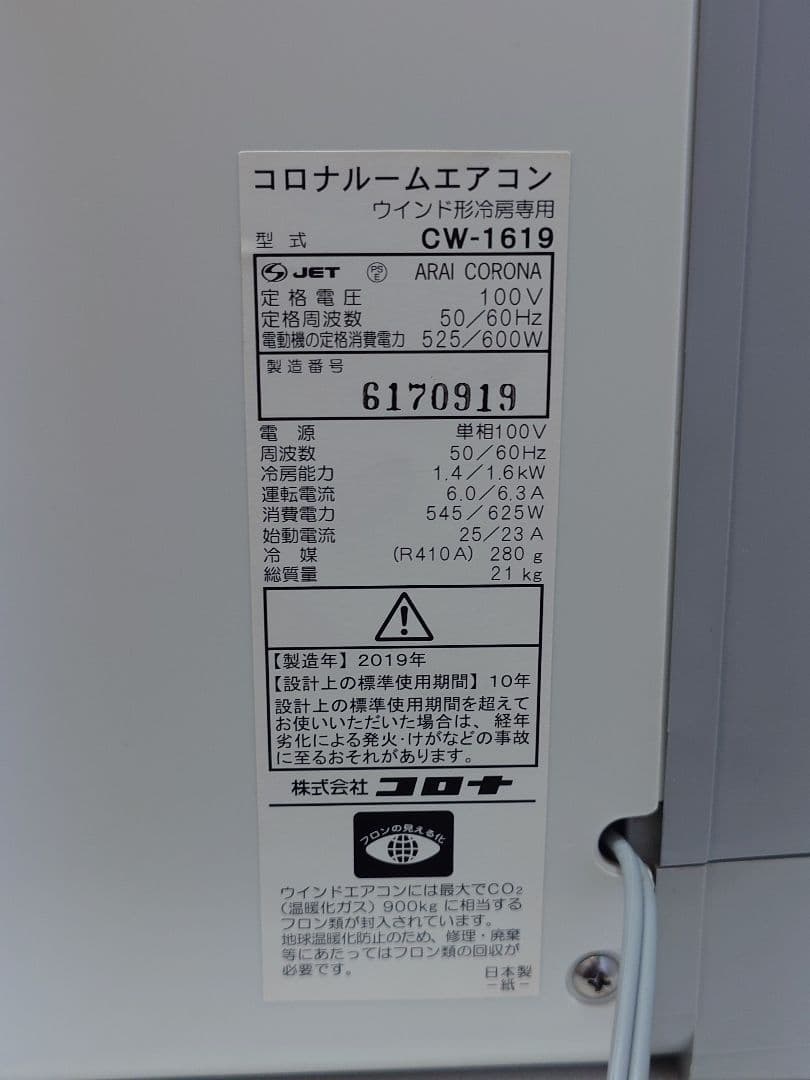 コロナルームエアコン
ウインド形冷房専用
型式 CW-1619
JET PSE ARAI CORONA
定格電圧 100V
定格周波数 50/60Hz
電動機の定格消費電力 525/600W
製造番号
6170919
電源 単相100V
周波数 50/60Hz
冷房能力 1.4/1.6kW
運転電流 6.0/6.3A
消費電力 545/625W
始動電流 25/23A
冷媒 (R410A) 280g
総質量 21kg
【製造年】2019年
【設計上の標準使用期間】10年
設計上の標準使用期間を超えて
お使いいただいた場合は、経年
劣化による発火・けがなどの事故
に至るおそれがあります。
株式会社コロナ
フロンの見える化
ウインドエアコンには最大でCO₂
(温暖化ガス)900kgに相当する
フロン類が封入されています。
地球温暖化防止のため、修理・廃棄
等にあたってはフロン類の回収が
必要です。
日本製
-紙-